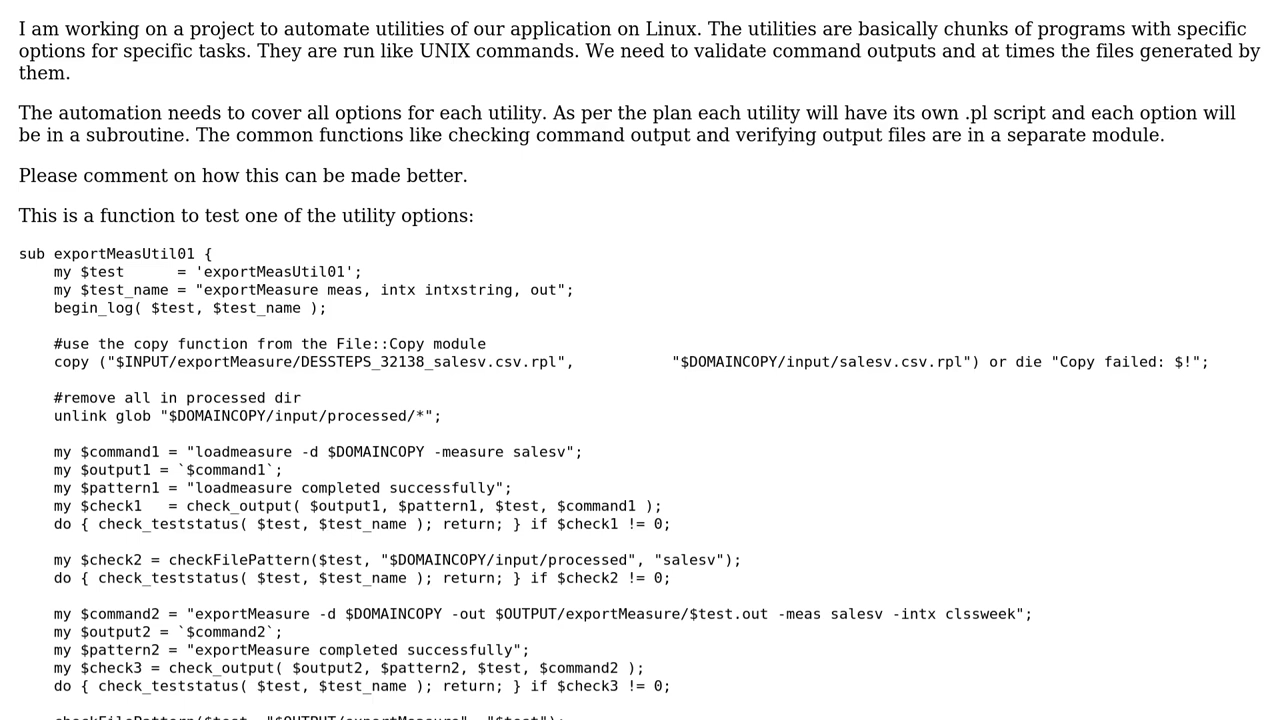 I am working on a project to automate utilities of our application on Linux. The utilities are basically chunks of programs with specific
options for specific tasks. They are run like UNIX commands. We need to validate command outputs and at times the files generated by
them.
The automation needs to cover all options for each utility. As per the plan each utility will have its own .pl script and each option will
be in a subroutine. The common functions like checking command output and verifying output files are in a separate module.
Please comment on how this can be made better.
This is a function to test one of the utility options:
sub exportMeasUtil01 {
    my $test      = 'exportMeasUtil01';
    my $test_name = "exportMeasure meas, intx intxstring, out";
    begin_log( $test, $test_name );
    #use the copy function from the File::Copy module
    copy ("$INPUT/exportMeasure/DESSTEPS_32138_salesv.csv.rpl",           "$DOMAINCOPY/input/salesv.csv.rpl") or die "Copy failed: $!";
    #remove all in processed dir
    unlink glob "$DOMAINCOPY/input/processed/*";
    my $command1 = "loadmeasure -d $DOMAINCOPY -measure salesv";
    my $output1 = `$command1`;
    my $pattern1 = "loadmeasure completed successfully";
    my $check1   = check_output( $output1, $pattern1, $test, $command1 );
    do { check_teststatus( $test, $test_name ); return; } if $check1 != 0;
    my $check2 = checkFilePattern($test, "$DOMAINCOPY/input/processed", "salesv");
    do { check_teststatus( $test, $test_name ); return; } if $check2 != 0;
    my $command2 = "exportMeasure -d $DOMAINCOPY -out $OUTPUT/exportMeasure/$test.out -meas salesv -intx clssweek";
    my $output2 = `$command2`;
    my $pattern2 = "exportMeasure completed successfully";
    my $check3 = check_output( $output2, $pattern2, $test, $command2 );
    do { check_teststatus( $test, $test_name ); return; } if $check3 != 0;
    checkFilePattern($test, "$OUTPUT/exportMeasure", "$test");